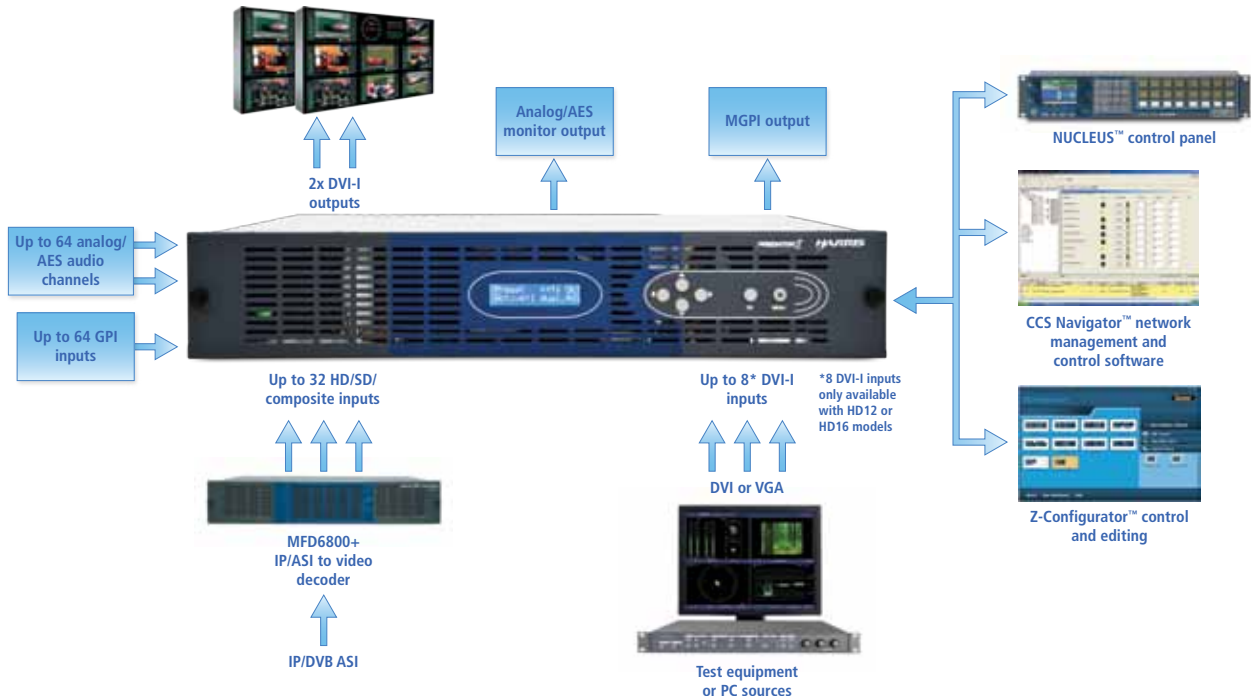 2x DVI-I
outputs
Analog/AES
monitor output
MGPI output
NUCLEUS™ control panel
Up to 64 analog/
AES audio
channels
Up to 64 GPI
inputs
HARRIS
CCS Navigator™ network
management and
control software
Up to 32 HD/SD/
composite inputs
Up to 8* DVI-I
inputs
*8 DVI-I inputs
only available
with HD12 or
HD16 models
MFD6800+
IP/ASI to video
decoder
IP/DVB ASI
DVI or VGA
Test equipment
or PC sources
Z-Configurator™ control
and editing